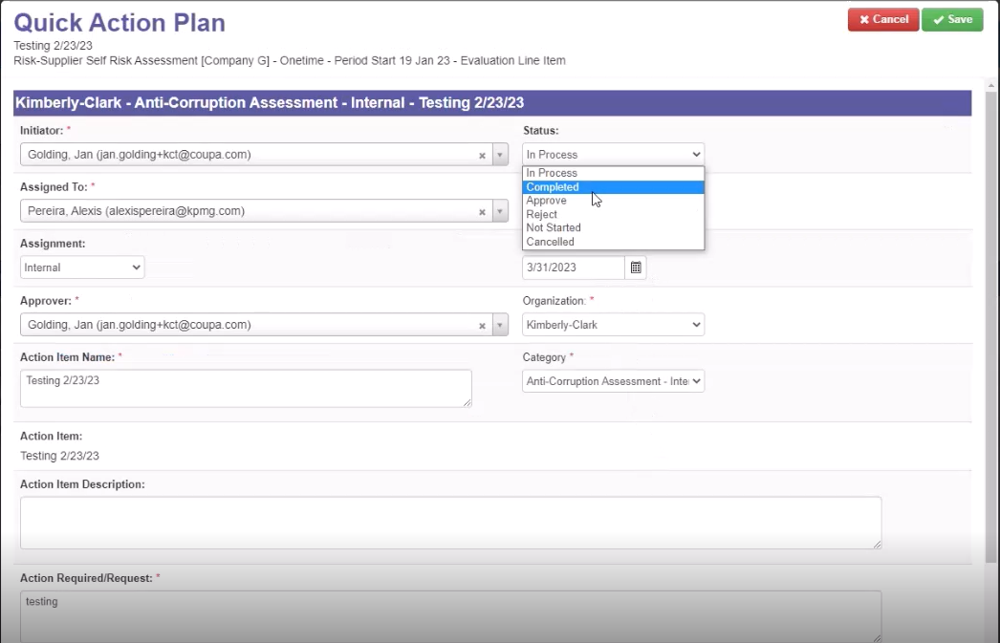 Quick Action Plan
Cancel
Save
Testing 2/23/23
Risk-Supplier Self Risk Assessment [Company G] - Onetime - Period Start 19 Jan 23 - Evaluation Line Item
Kimberly-Clark - Anti-Corruption Assessment - Internal - Testing 2/23/23
Initiator: *
Status:
Golding, Jan (jan.golding+kct@coupa.com)
In Process
In Process
Completed
Approve
Reject
Not Started
Cancelled
Assigned To: *
Pereira, Alexis (alexispereira@kpmg.com)
Assignment:
Internal
3/31/2023
Approver: *
Organization: *
Golding, Jan (jan.golding+kct@coupa.com)
Kimberly-Clark
Action Item Name: *
Category *
Testing 2/23/23
Anti-Corruption Assessment - Inte
Action Item:
Testing 2/23/23
Action Item Description:
Action Required/Request: *
testing